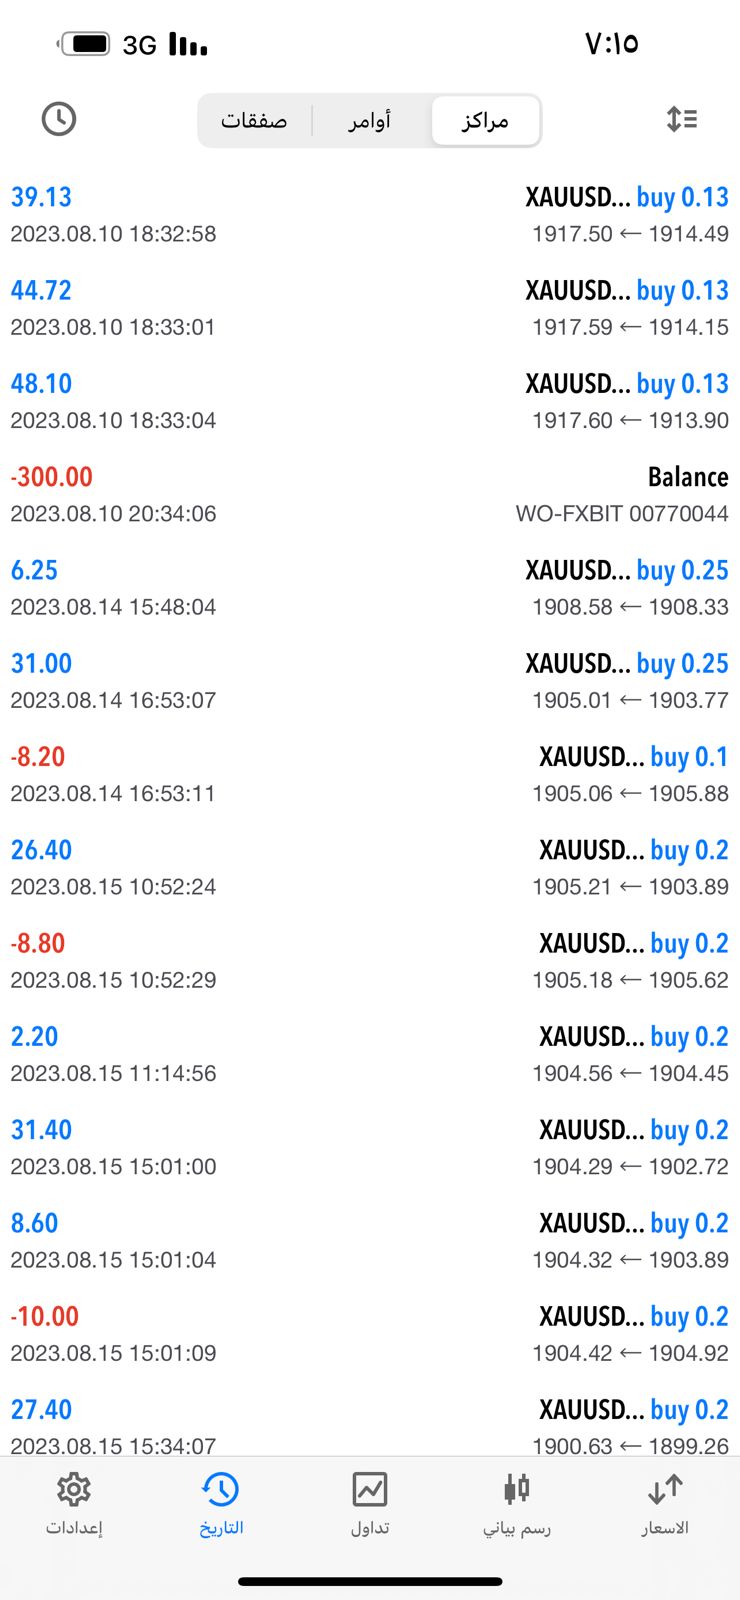 ٧:١٥ 3G
مراكز أوامر صفقات
XAUUSD... buy 0.13 39.13
1914.49 ← 1917.50 2023.08.10 18:32:58
XAUUSD... buy 0.13 44.72
1914.15 ← 1917.59 2023.08.10 18:33:01
XAUUSD... buy 0.13 48.10
1913.90 ← 1917.60 2023.08.10 18:33:04
Balance -300.00
WO-FXBIT 00770044 2023.08.10 20:34:06
XAUUSD... buy 0.25 6.25
1908.33 ← 1908.58 2023.08.14 15:48:04
XAUUSD... buy 0.25 31.00
1903.77 ← 1905.01 2023.08.14 16:53:07
XAUUSD... buy 0.1 -8.20
1905.88 ← 1905.06 2023.08.14 16:53:11
XAUUSD... buy 0.2 26.40
1903.89 ← 1905.21 2023.08.15 10:52:24
XAUUSD... buy 0.2 -8.80
1905.62 ← 1905.18 2023.08.15 10:52:29
XAUUSD... buy 0.2 2.20
1904.45 ← 1904.56 2023.08.15 11:14:56
XAUUSD... buy 0.2 31.40
1902.72 ← 1904.29 2023.08.15 15:01:00
XAUUSD... buy 0.2 8.60
1903.89 ← 1904.32 2023.08.15 15:01:04
XAUUSD... buy 0.2 -10.00
1904.92 ← 1904.42 2023.08.15 15:01:09
XAUUSD... buy 0.2 27.40
1899.26 ← 1900.63 2023.08.15 15:34:07
الاسعار رسم بياني تداول التاريخ إعدادات